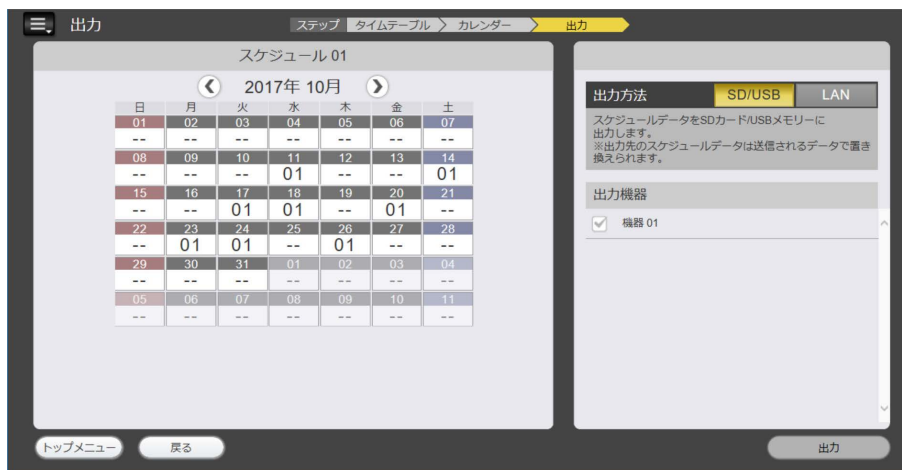 出力
ステップ タイムテーブル カレンダー 出力
スケジュール 01
2017年 10月
日 月 火 水 木 金 土
01 02 03 04 05 06 07
-- -- -- -- -- -- --
08 09 10 11 12 13 14
-- -- -- 01 -- -- 01
15 16 17 18 19 20 21
-- -- 01 01 -- 01 --
22 23 24 25 26 27 28
-- 01 01 -- 01 -- --
29 30 31 01 02 03 04
-- -- -- -- -- -- --
05 06 07 08 09 10 11
-- -- -- -- -- -- --
出力方法 SD/USB LAN
スケジュールデータをSDカード/USBメモリーに
出力します。
※出力先のスケジュールデータは送信されるデータで置き
換えられます。
出力機器
機器 01
トップメニュー 戻る 出力